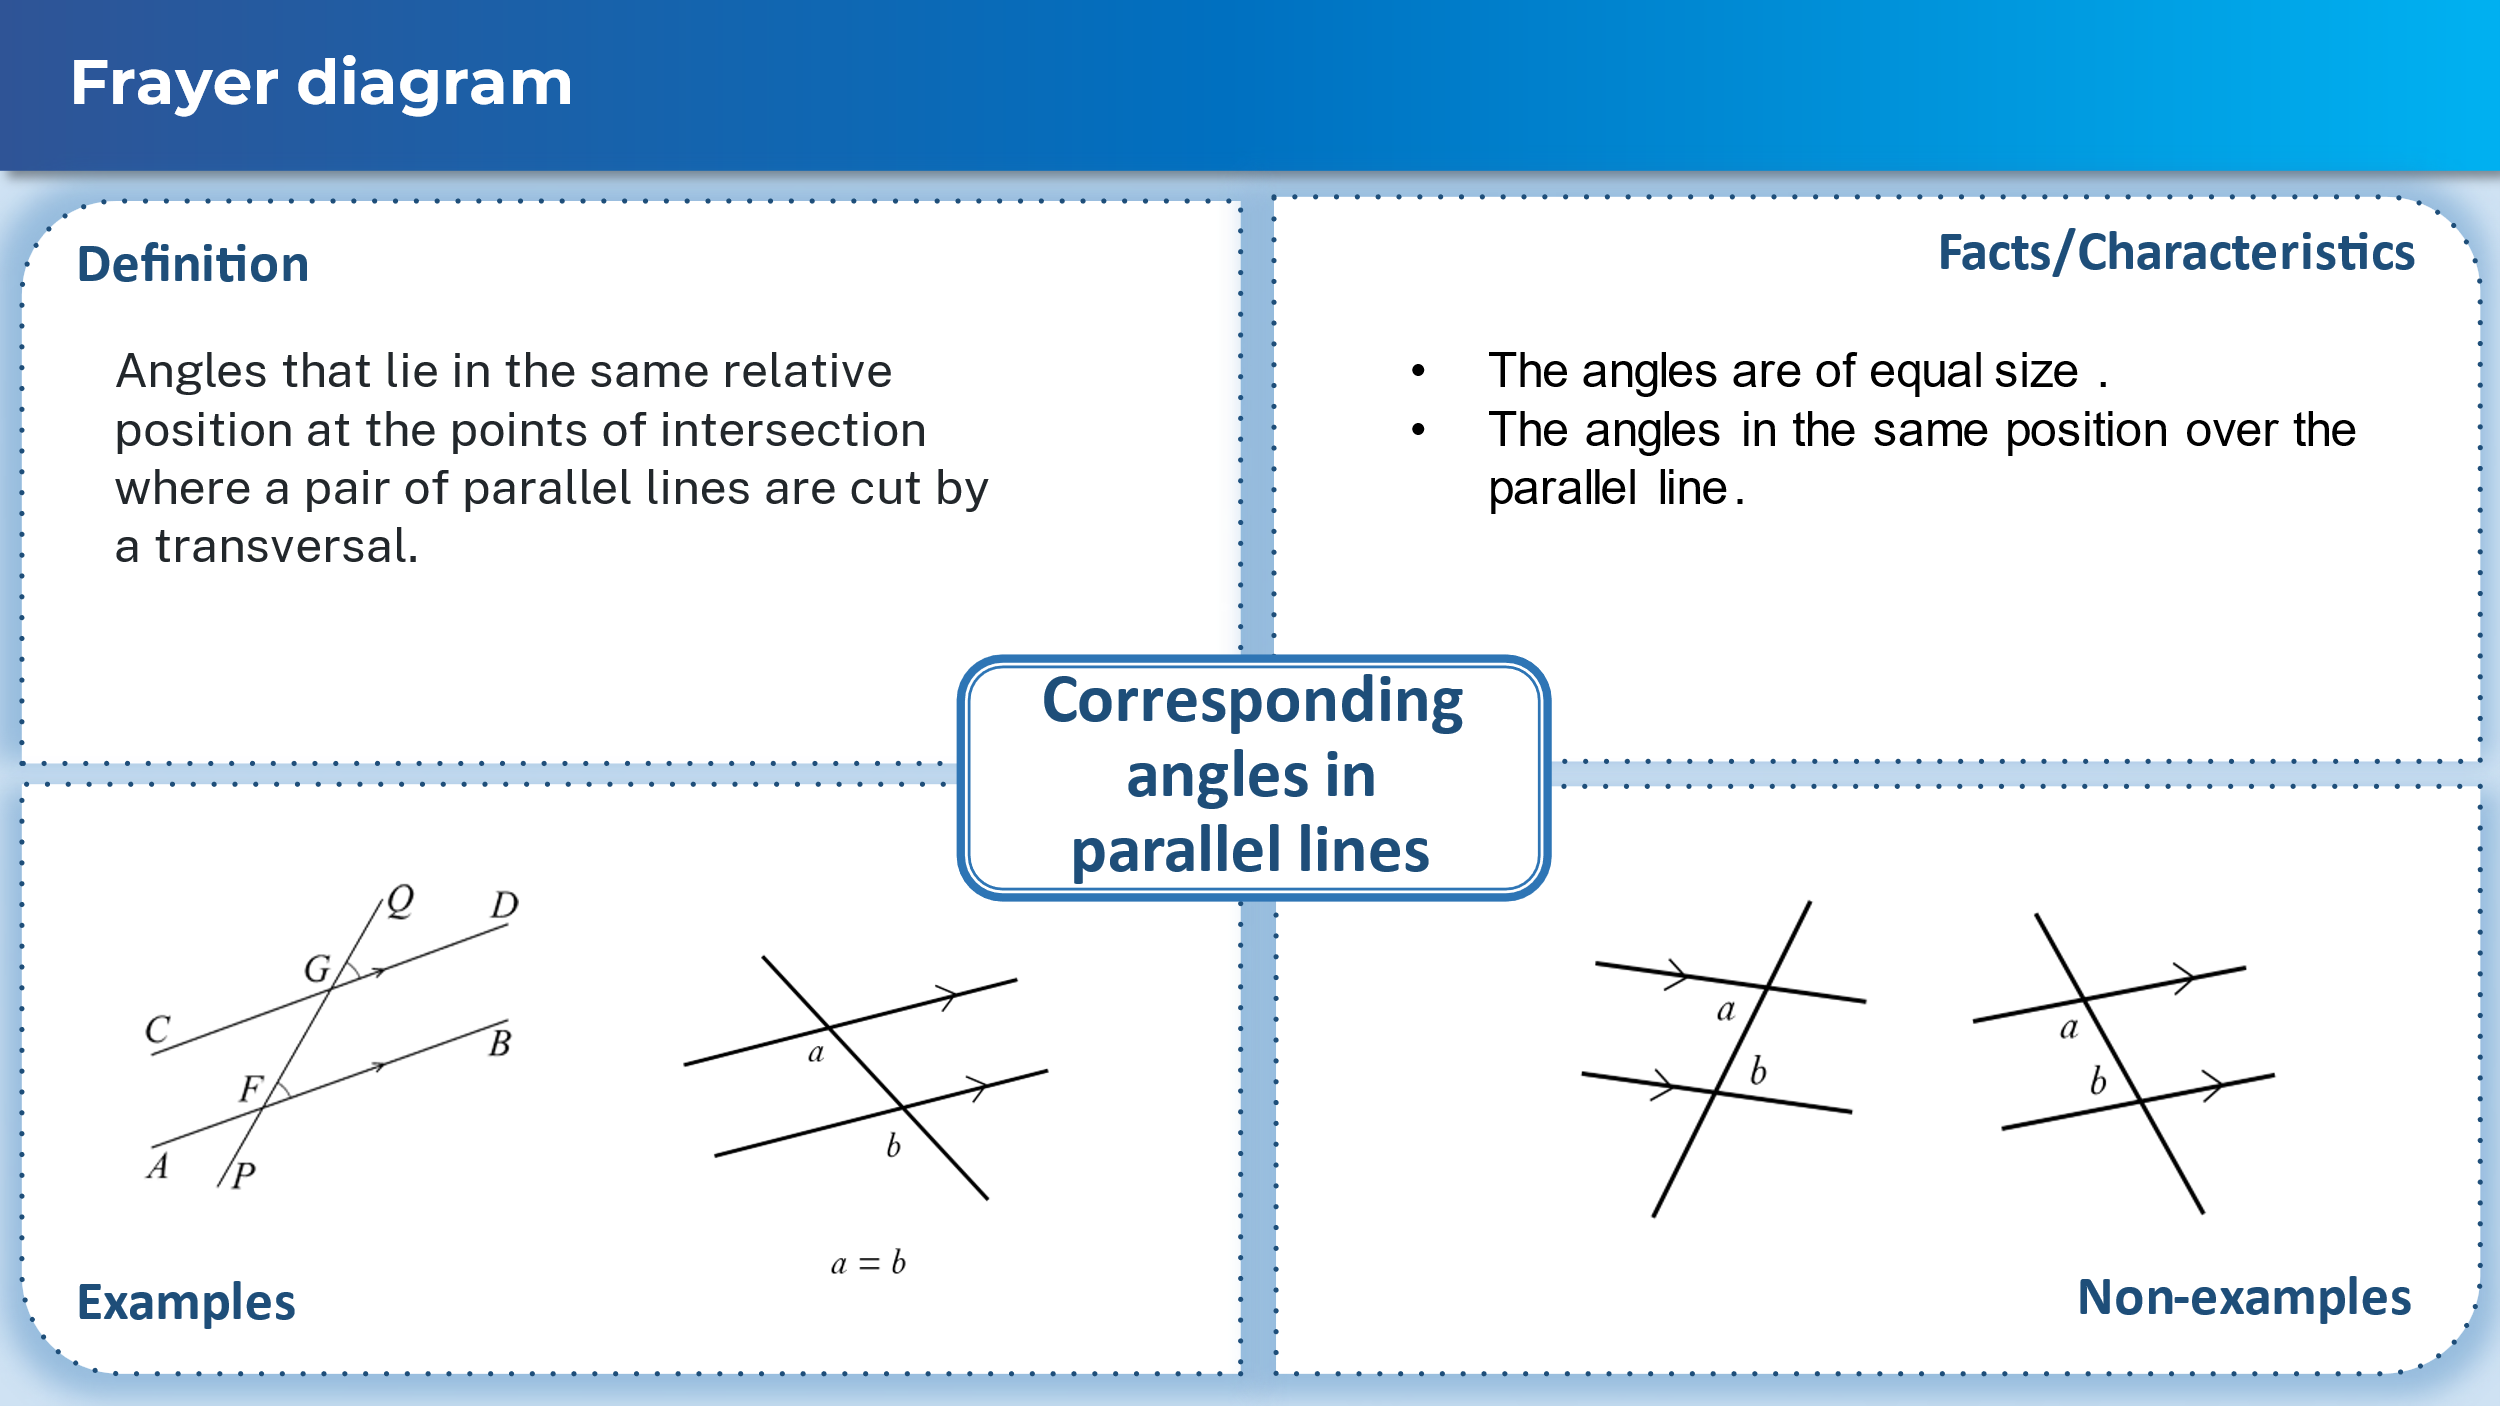 Frayer diagram
Definition
Angles that lie in the same relative
position at the points of intersection
where a pair of parallel lines are cut by
a transversal.
Facts/Characteristics
• The angles are of equal size .
• The angles in the same position over the
parallel line.
Corresponding
angles in
parallel lines
Q
D
G
C
F
B
A
P
a
b
a = b
Examples
a
b
a
b
Non-examples